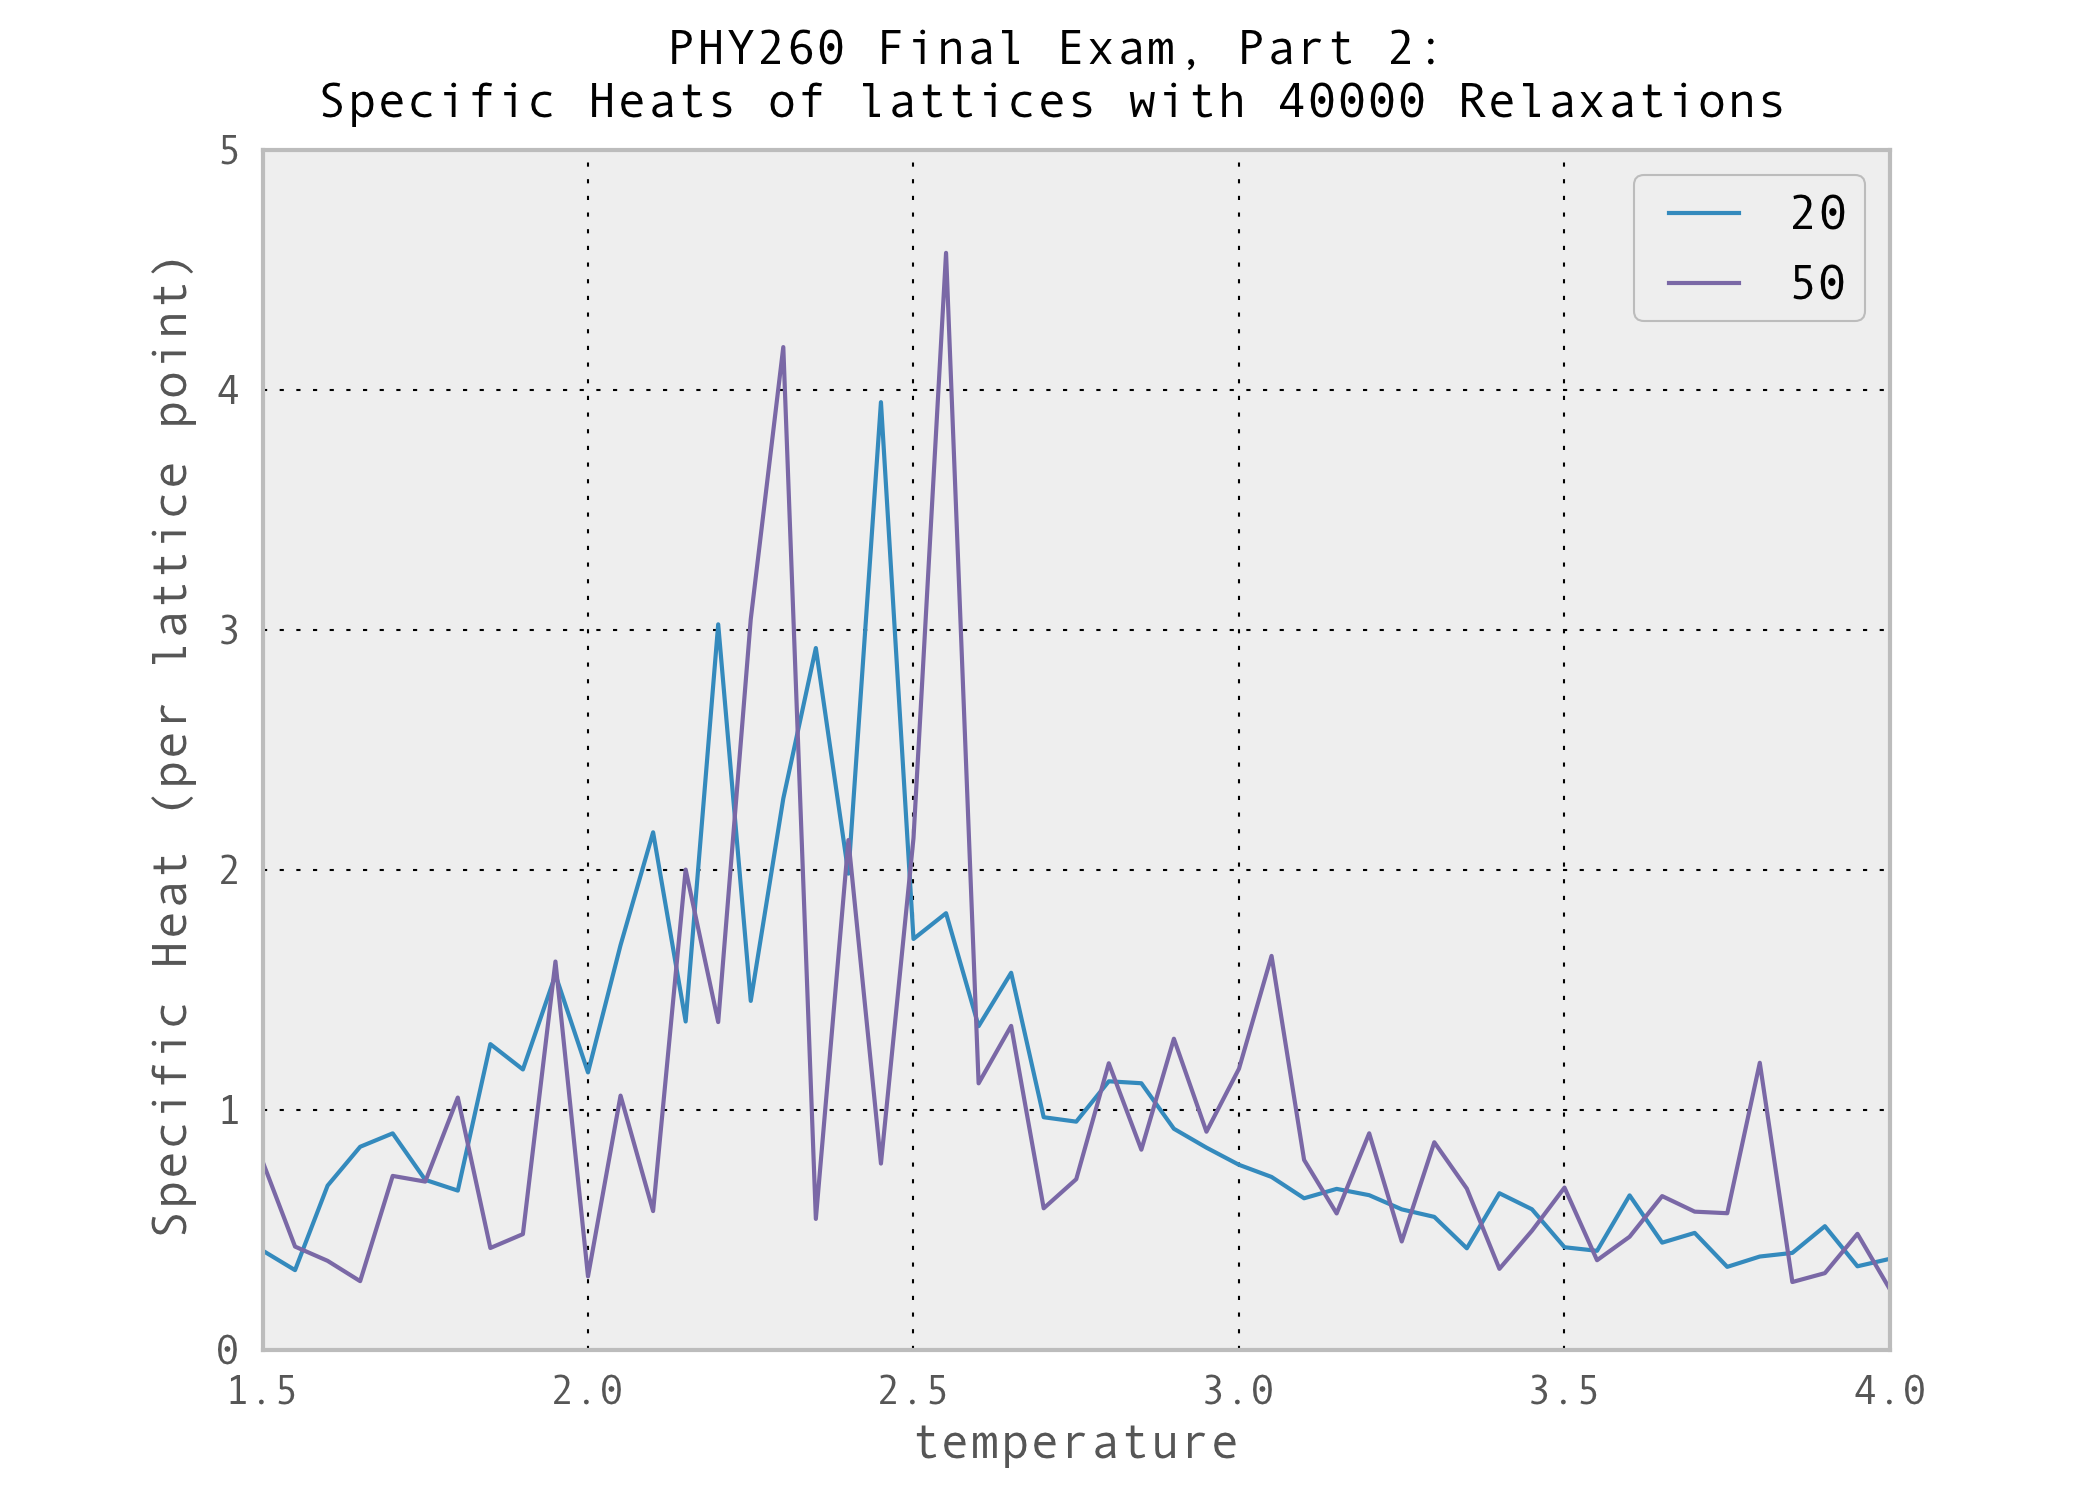 PHY260 Final Exam, Part 2:
Specific Heats of lattices with 40000 Relaxations
Specific Heat (per lattice point)
5
4
3
2
1
0
20
50
1.5 2.0 2.5 3.0 3.5 4.0
temperature